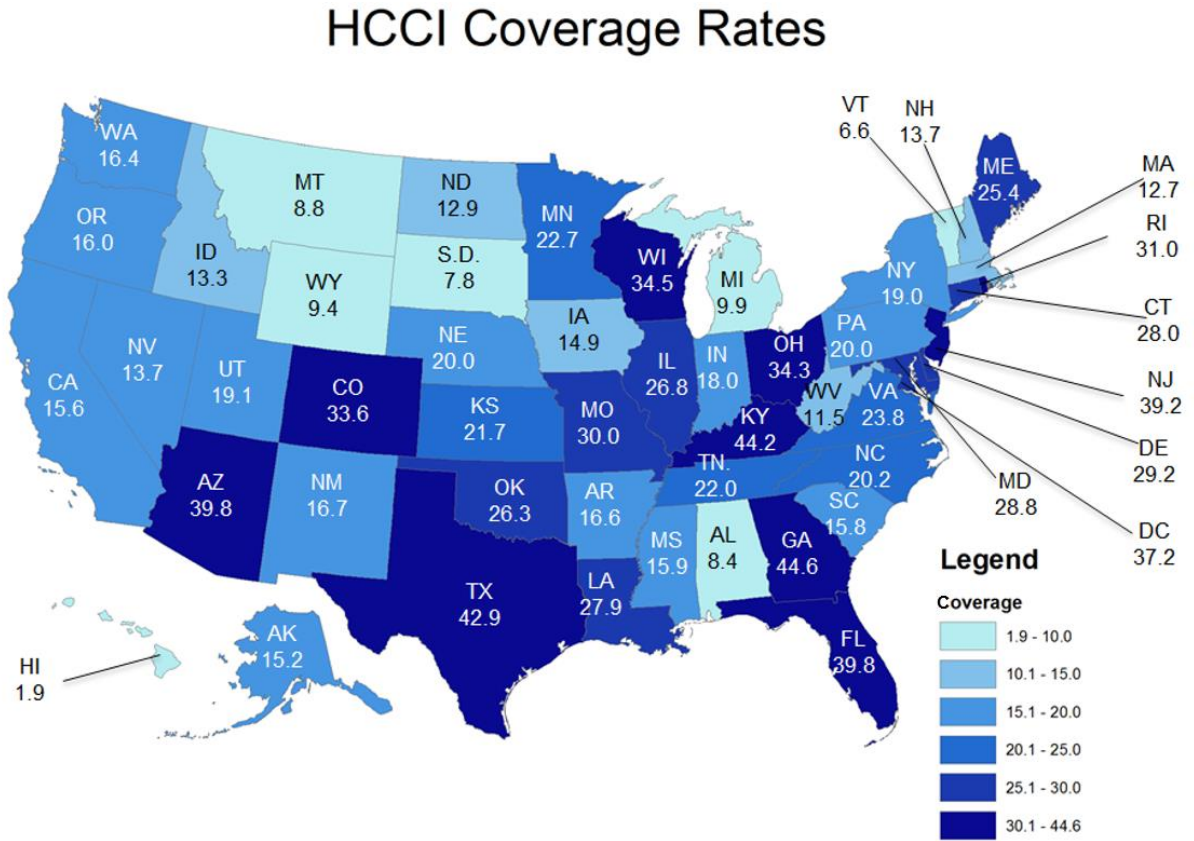 HCCI Coverage Rates
WA
16.4
OR
16.0
CA
15.6
NV
13.7
ID
13.3
MT
8.8
WY
9.4
UT
19.1
CO
33.6
AZ
39.8
NM
16.7
ND
12.9
S.D.
7.8
NE
20.0
KS
21.7
OK
26.3
TX
42.9
MN
22.7
IA
14.9
MO
30.0
AR
16.6
LA
27.9
WI
34.5
IL
26.8
MI
9.9
IN
18.0
OH
34.3
KY
44.2
TN.
22.0
MS
15.9
AL
8.4
GA
44.6
FL
39.8
SC
15.8
NC
20.2
VA
23.8
WV
11.5
PA
20.0
NY
19.0
VT
6.6
NH
13.7
ME
25.4
MA
12.7
RI
31.0
CT
28.0
NJ
39.2
DE
29.2
MD
28.8
DC
37.2
AK
15.2
HI
1.9
Legend
Coverage
1.9 - 10.0
10.1 - 15.0
15.1 - 20.0
20.1 - 25.0
25.1 - 30.0
30.1 - 44.6